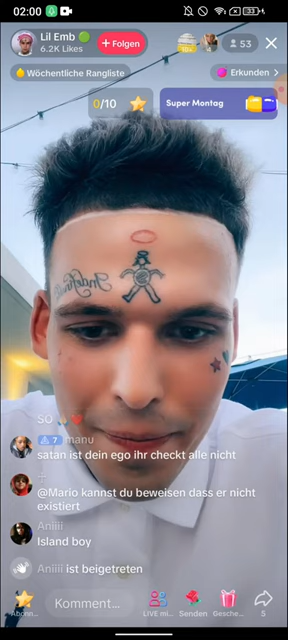 02:00
33
Lil Emb
6.2K Likes
+ Folgen
53
Wöchentliche Rangliste
Erkunden >
0/10
Super Montag
SO
7 manu
satan ist dein ego ihr checkt alle nicht
@Mario kannst du beweisen dass er nicht
existiert
Aniiii
Island boy
Aniiii ist beigetreten
Komment...
Abonn...
LIVE mi...
Senden
Gesche...
5